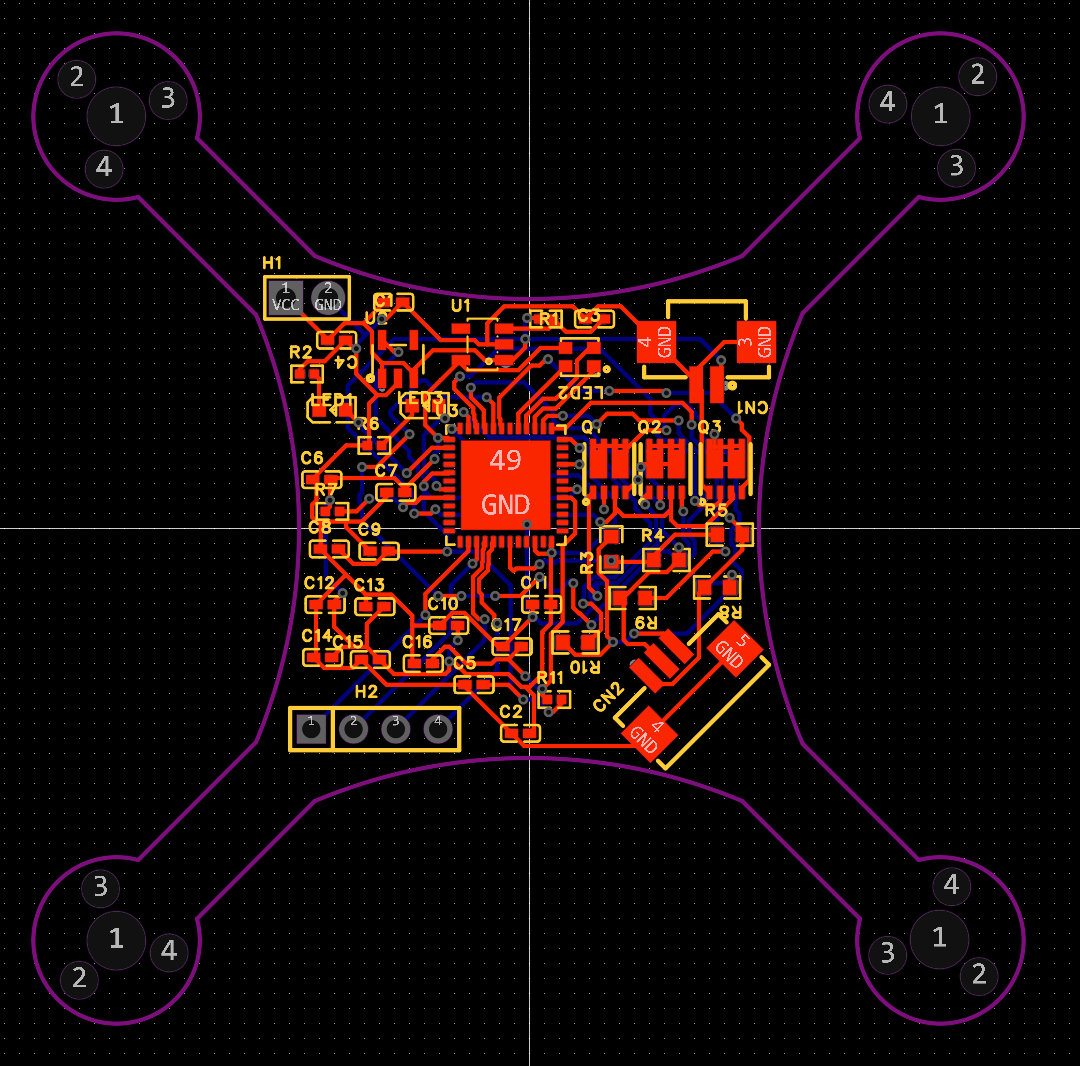 2
3
1
4
2
4
1
3
H1
1
VCC
2
GND
C1
U1
R1
C3
4
GND
3
GND
R2
C4
LED2
CN1
LED1
LED3
U3
R6
Q1
Q2
Q3
49
GND
C6
C7
R7
R5
C8
C9
R4
R3
C12
C13
C11
R8
R9
C10
C14
C15
C16
C17
R10
5
GND
C5
R11
CN2
H2
C2
4
GND
1
2
3
4
3
1
4
2
4
1
3
2